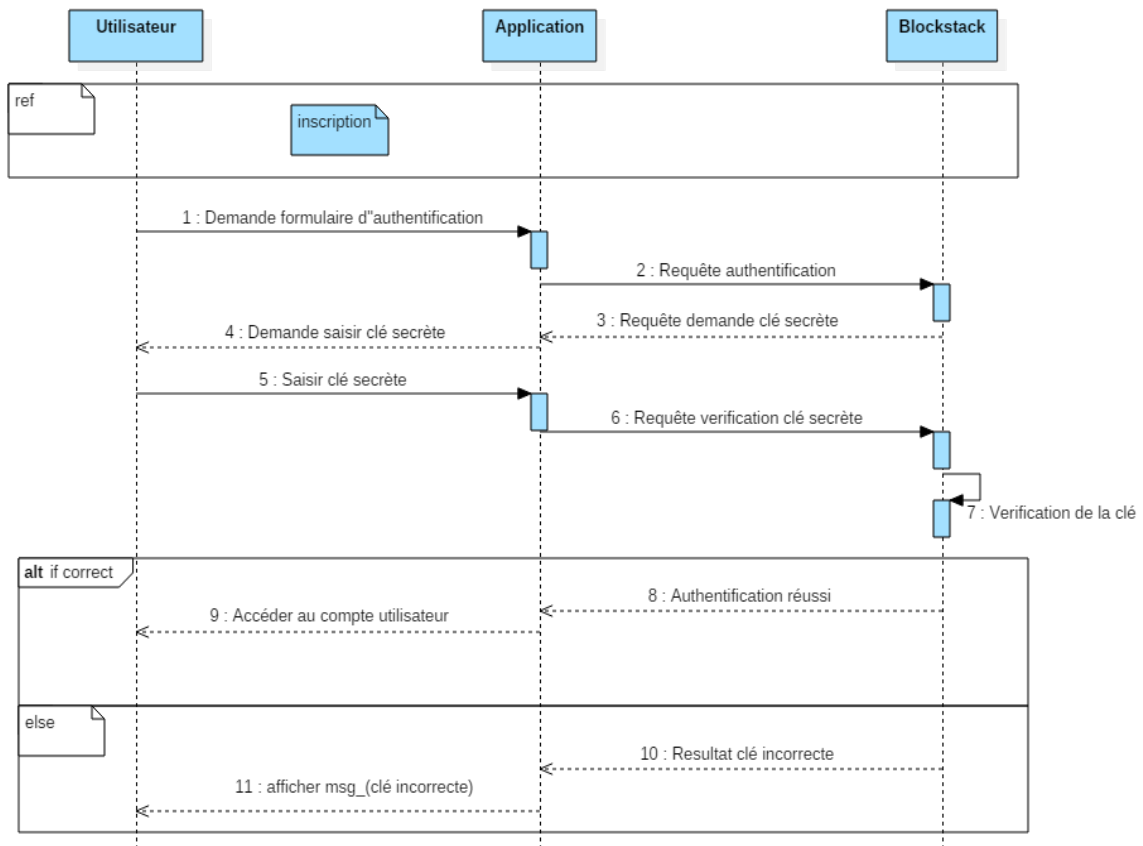 Utilisateur
Application
Blockstack
ref
inscription
1 : Demande formulaire d"authentification
2 : Requête authentification
3 : Requête demande clé secrète
4 : Demande saisir clé secrète
5 : Saisir clé secrète
6 : Requête verification clé secrète
7 : Verification de la clé
alt if correct
8 : Authentification réussi
9 : Accéder au compte utilisateur
else
10 : Resultat clé incorrecte
11 : afficher msg_(clé incorrecte)